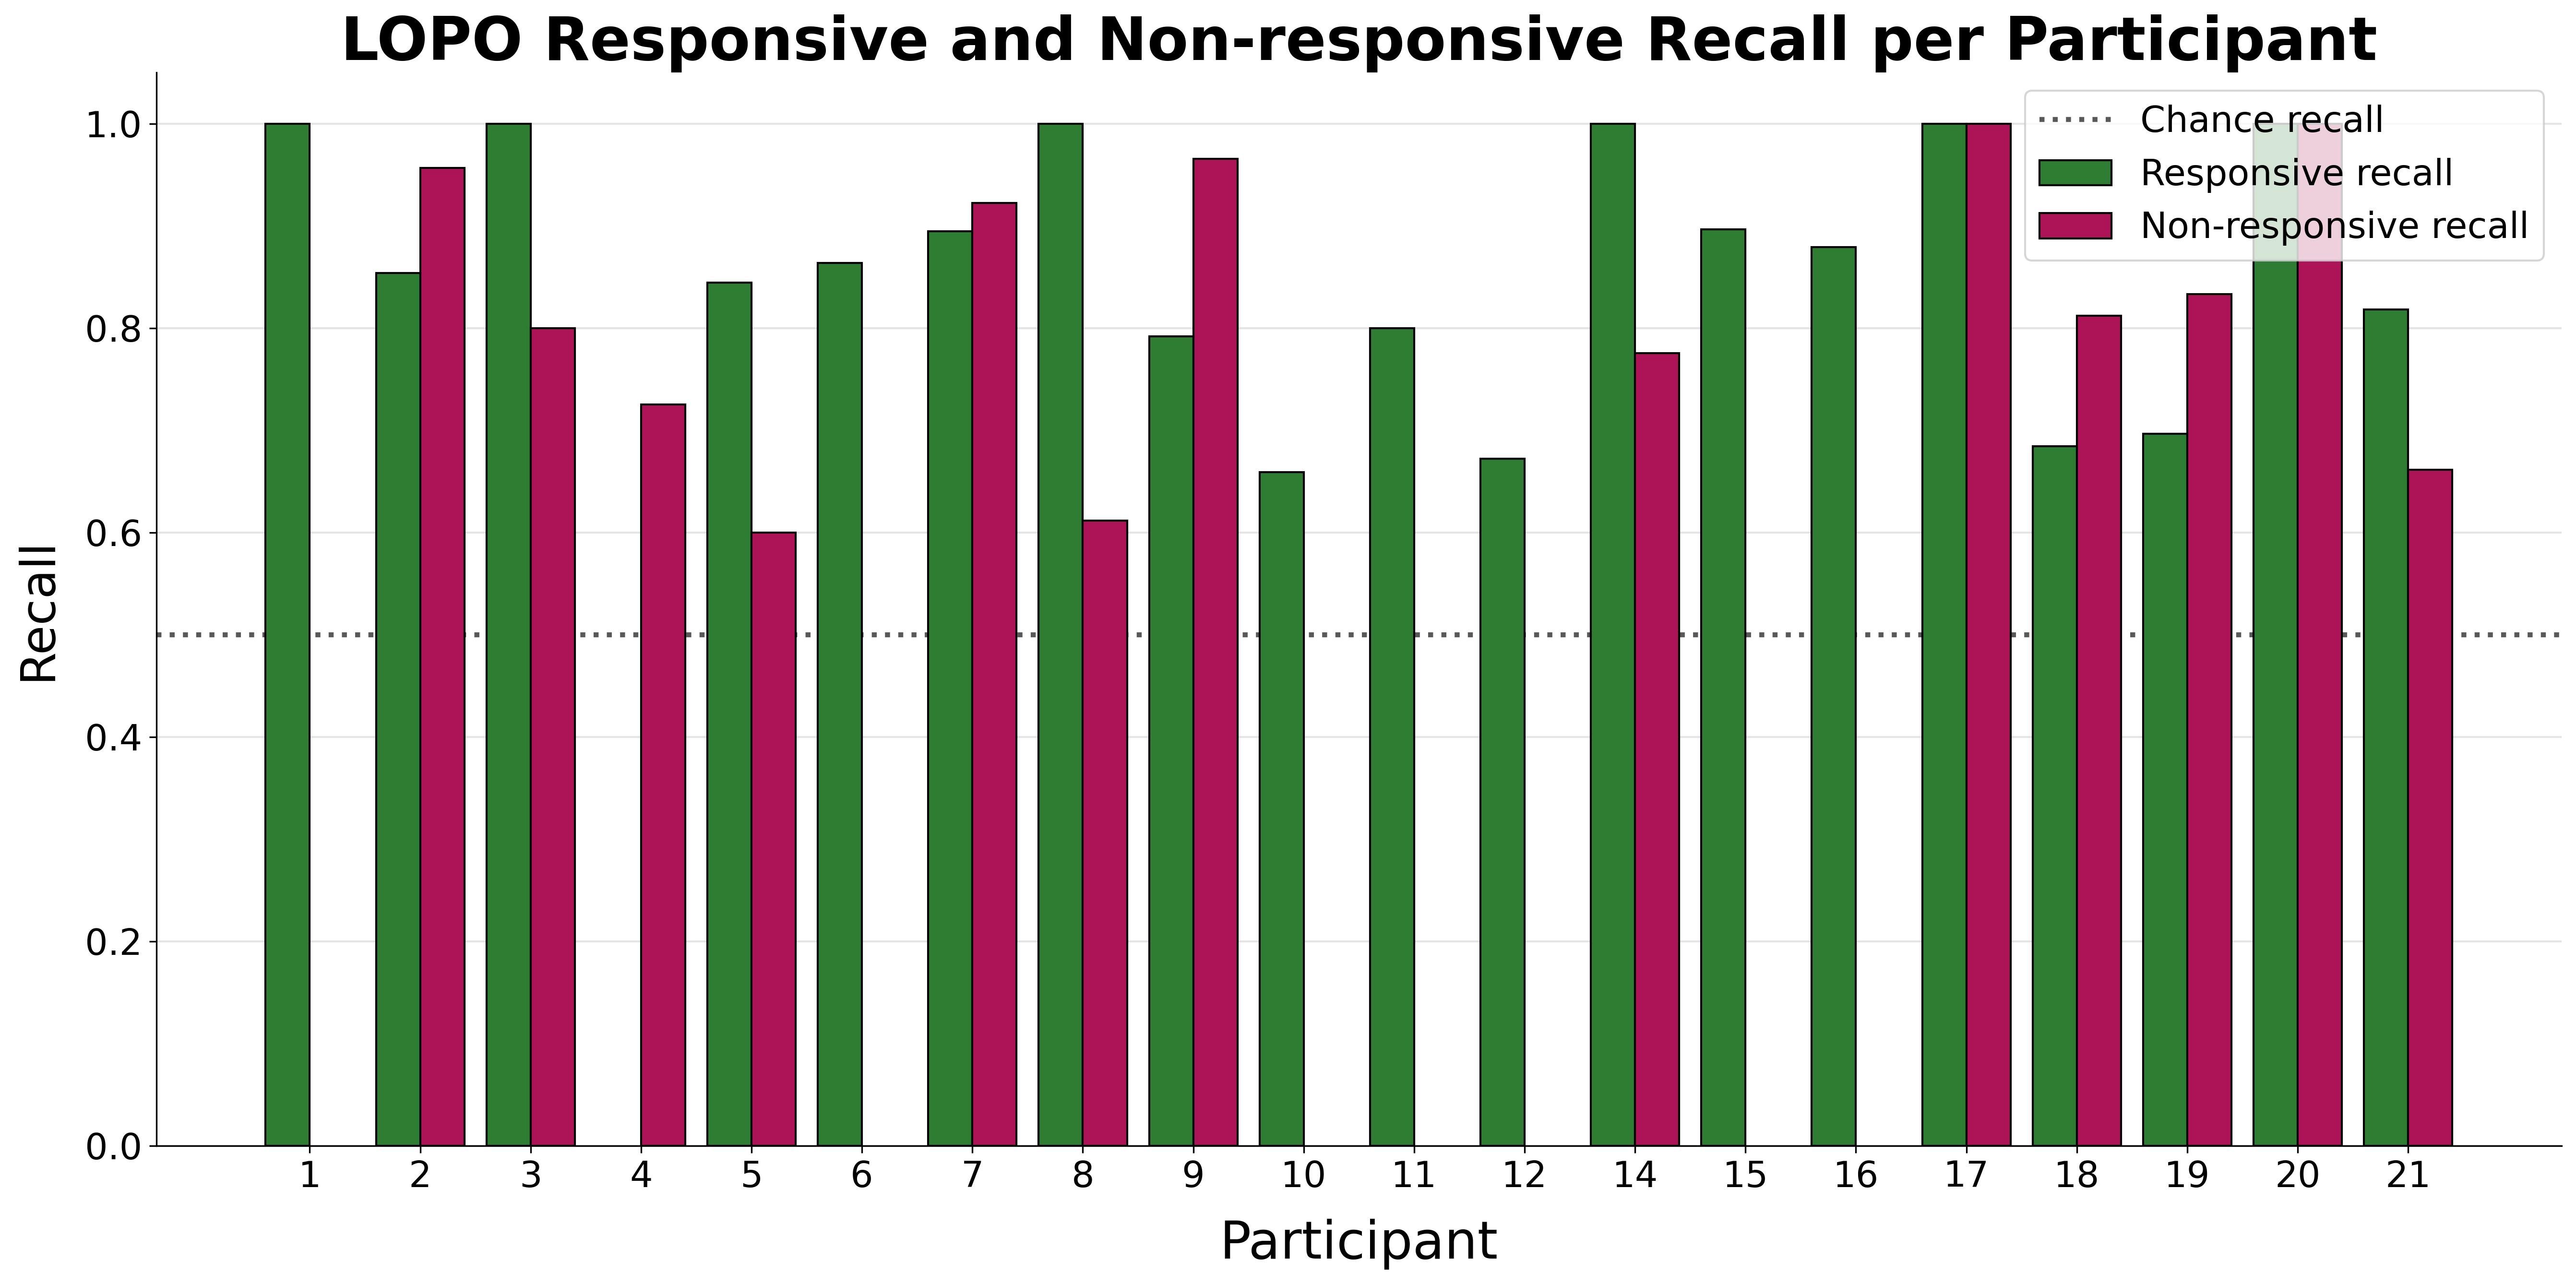 LOPO Responsive and Non-responsive Recall per Participant
Chance recall
Responsive recall
Non-responsive recall
1.0
0.8
0.6
0.4
0.2
0.0
Recall
1 2 3 4 5 6 7 8 9 10 11 12 14 15 16 17 18 19 20 21
Participant